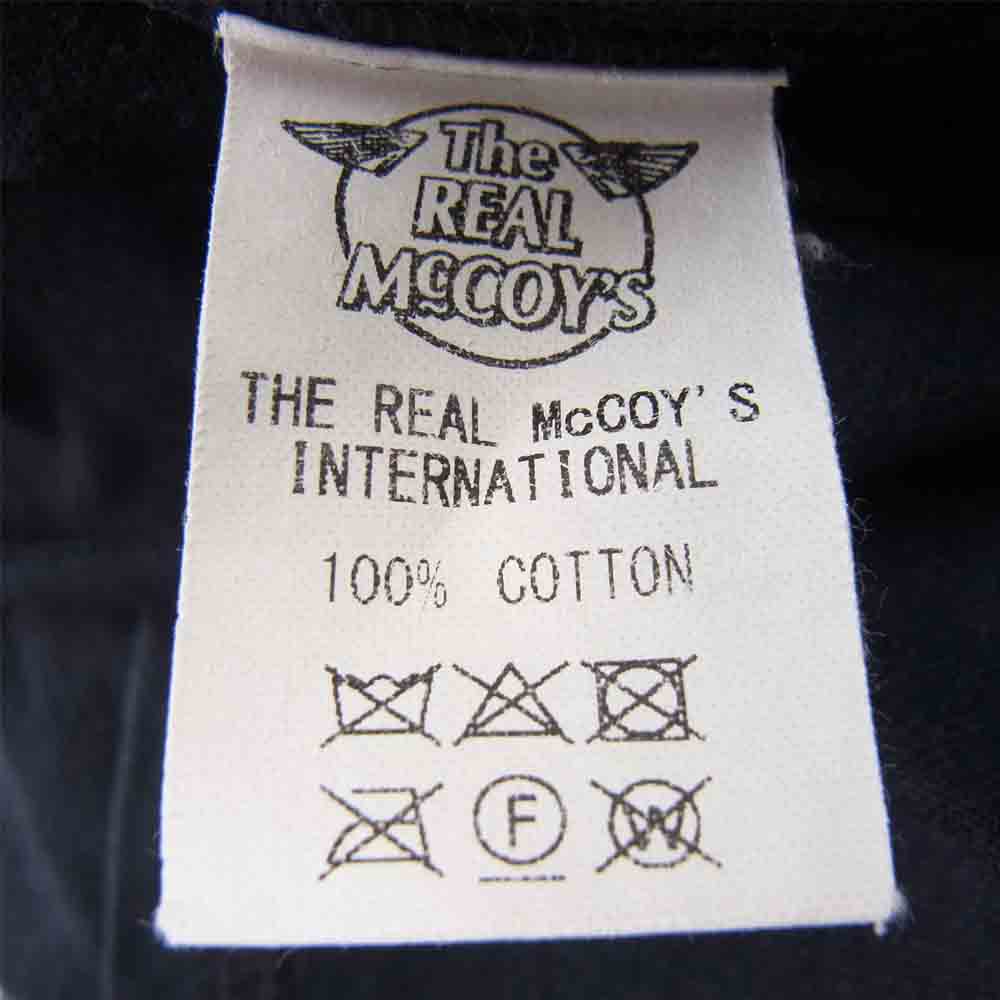 The
REAL
McCOY'S
THE REAL McCOY'S
INTERNATIONAL
100% COTTON
F W